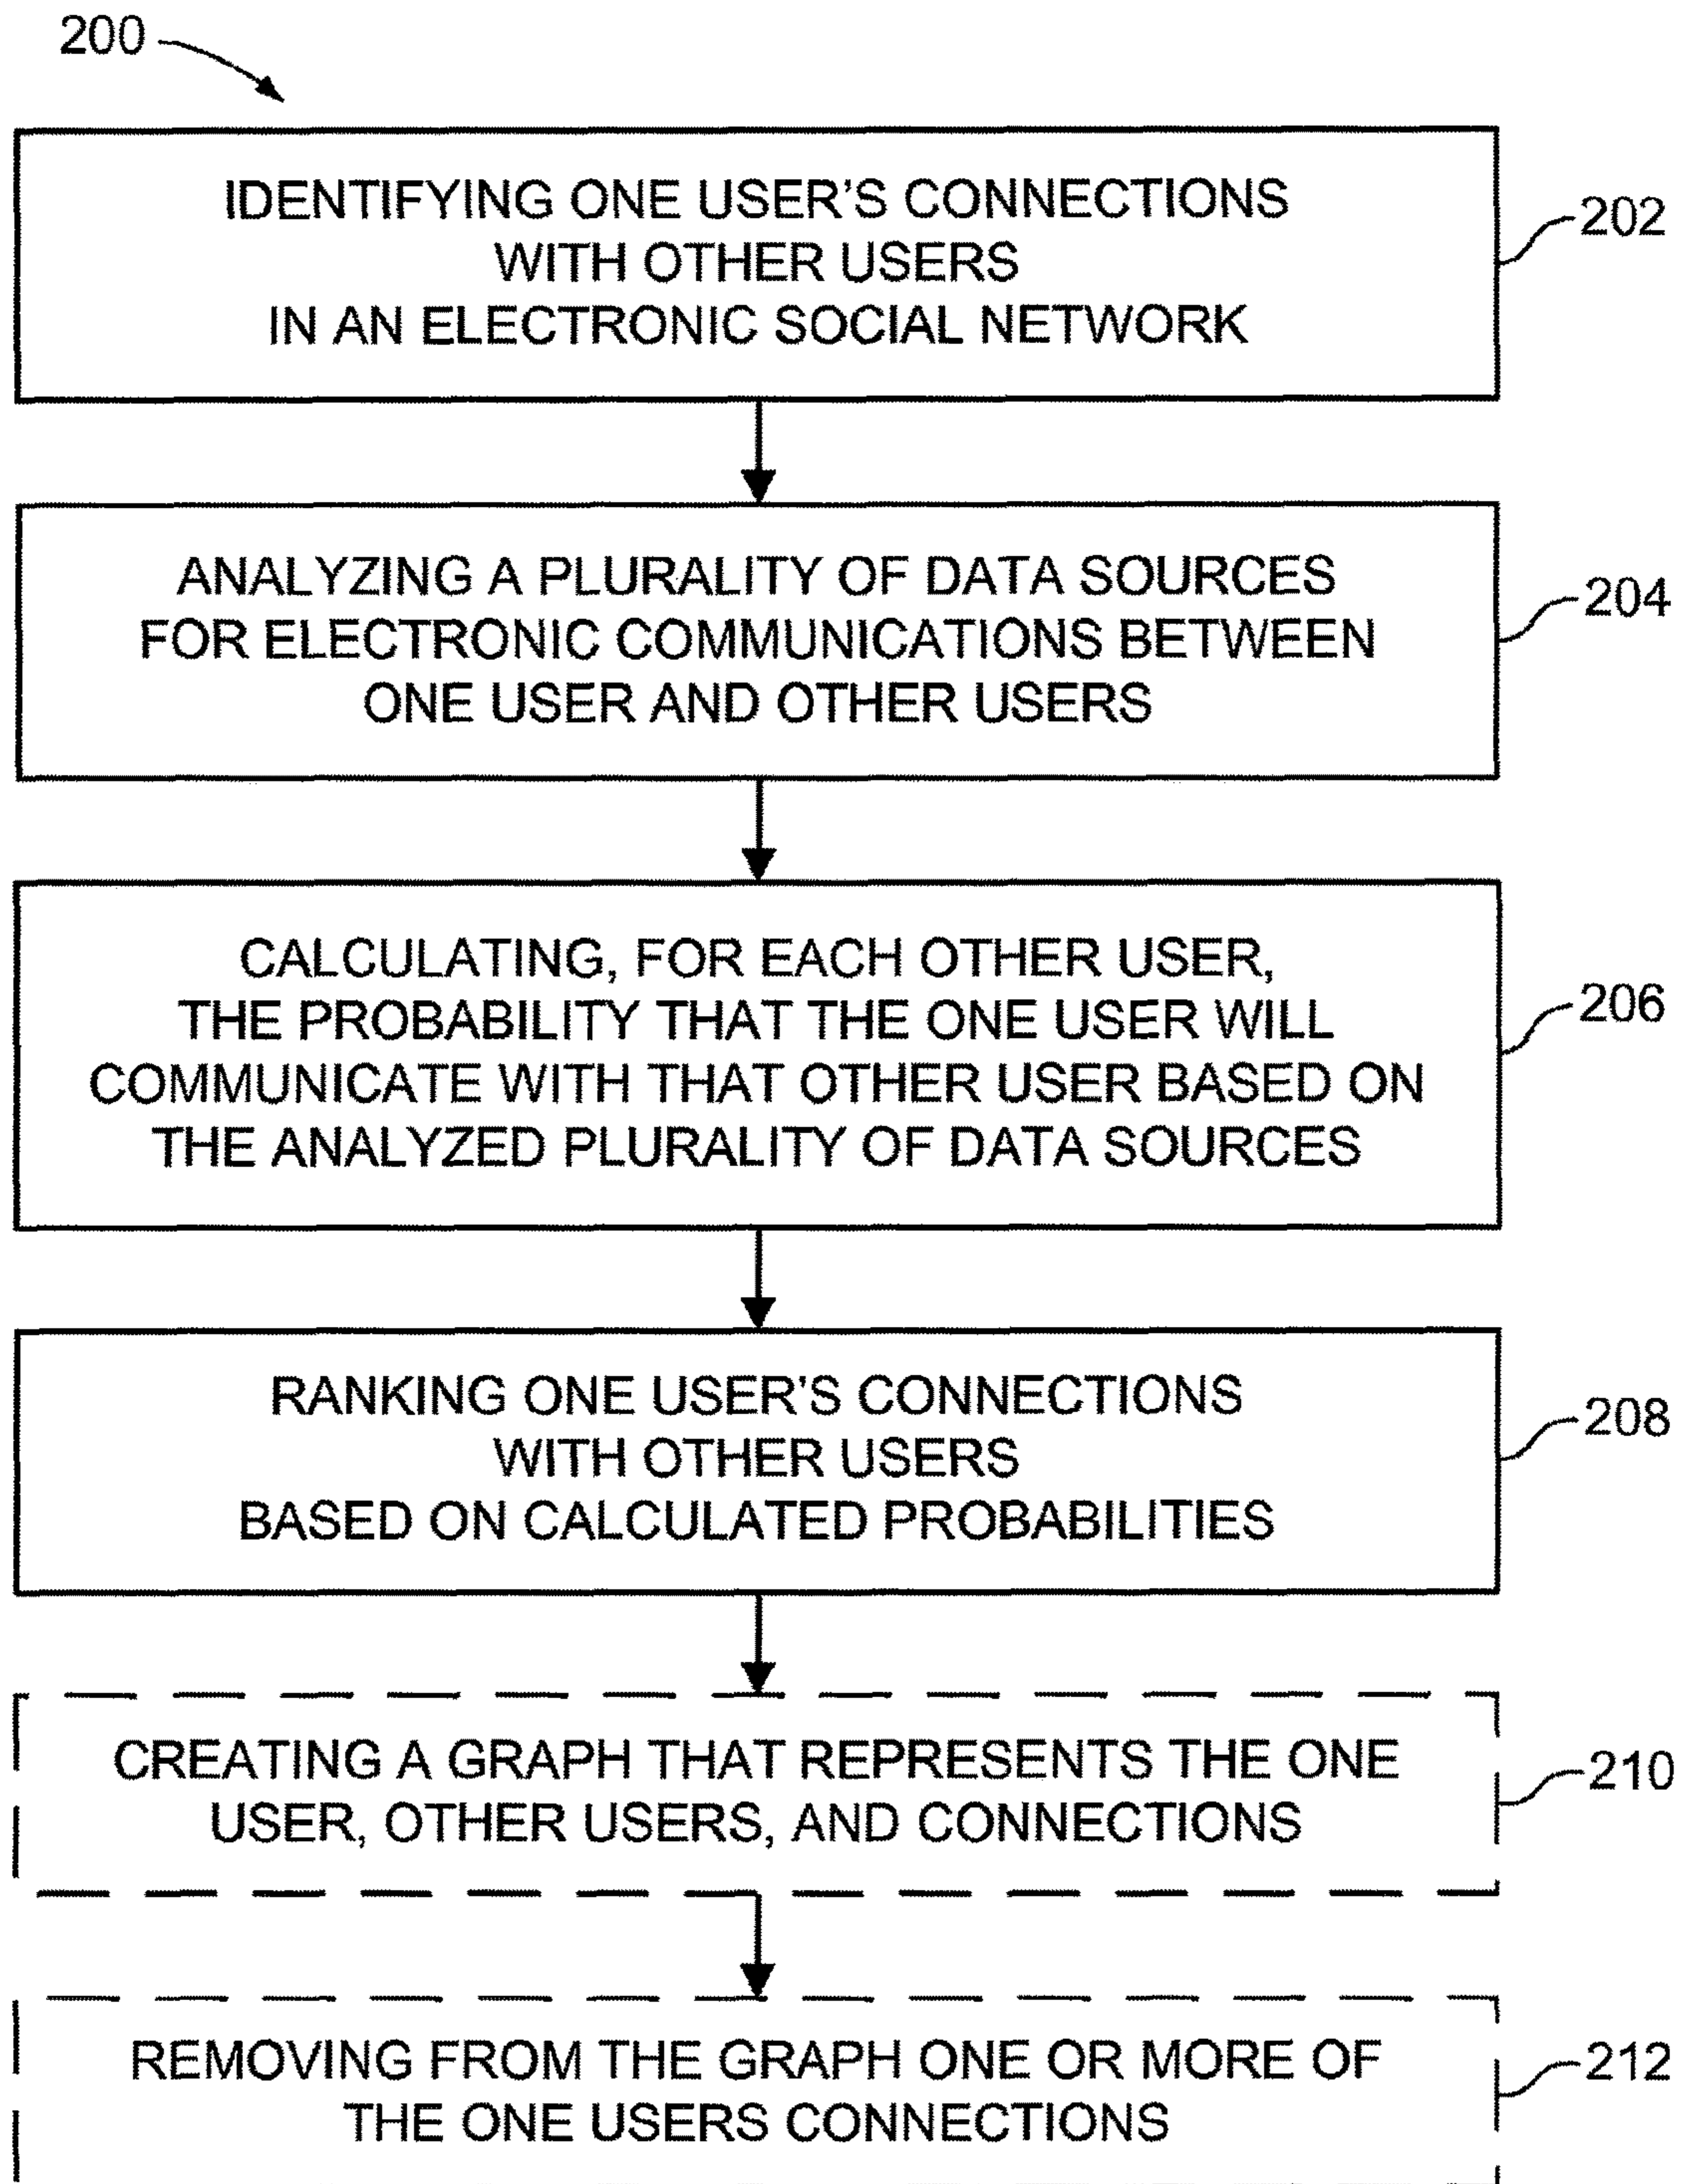 200
IDENTIFYING ONE USER'S CONNECTIONS
WITH OTHER USERS
IN AN ELECTRONIC SOCIAL NETWORK
202
ANALYZING A PLURALITY OF DATA SOURCES
FOR ELECTRONIC COMMUNICATIONS BETWEEN
ONE USER AND OTHER USERS
204
CALCULATING, FOR EACH OTHER USER,
THE PROBABILITY THAT THE ONE USER WILL
COMMUNICATE WITH THAT OTHER USER BASED ON
THE ANALYZED PLURALITY OF DATA SOURCES
206
RANKING ONE USER'S CONNECTIONS
WITH OTHER USERS
BASED ON CALCULATED PROBABILITIES
208
CREATING A GRAPH THAT REPRESENTS THE ONE
USER, OTHER USERS, AND CONNECTIONS
210
REMOVING FROM THE GRAPH ONE OR MORE OF
THE ONE USERS CONNECTIONS
212